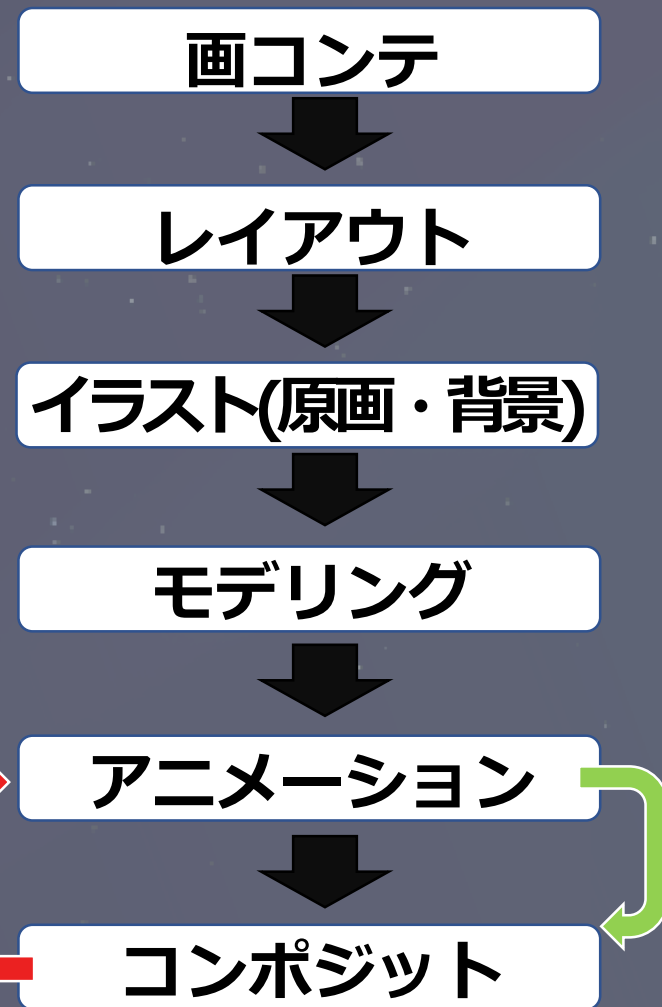 画コンテ
レイアウト
イラスト(原画・背景)
モデリング
アニメーション
コンポジット